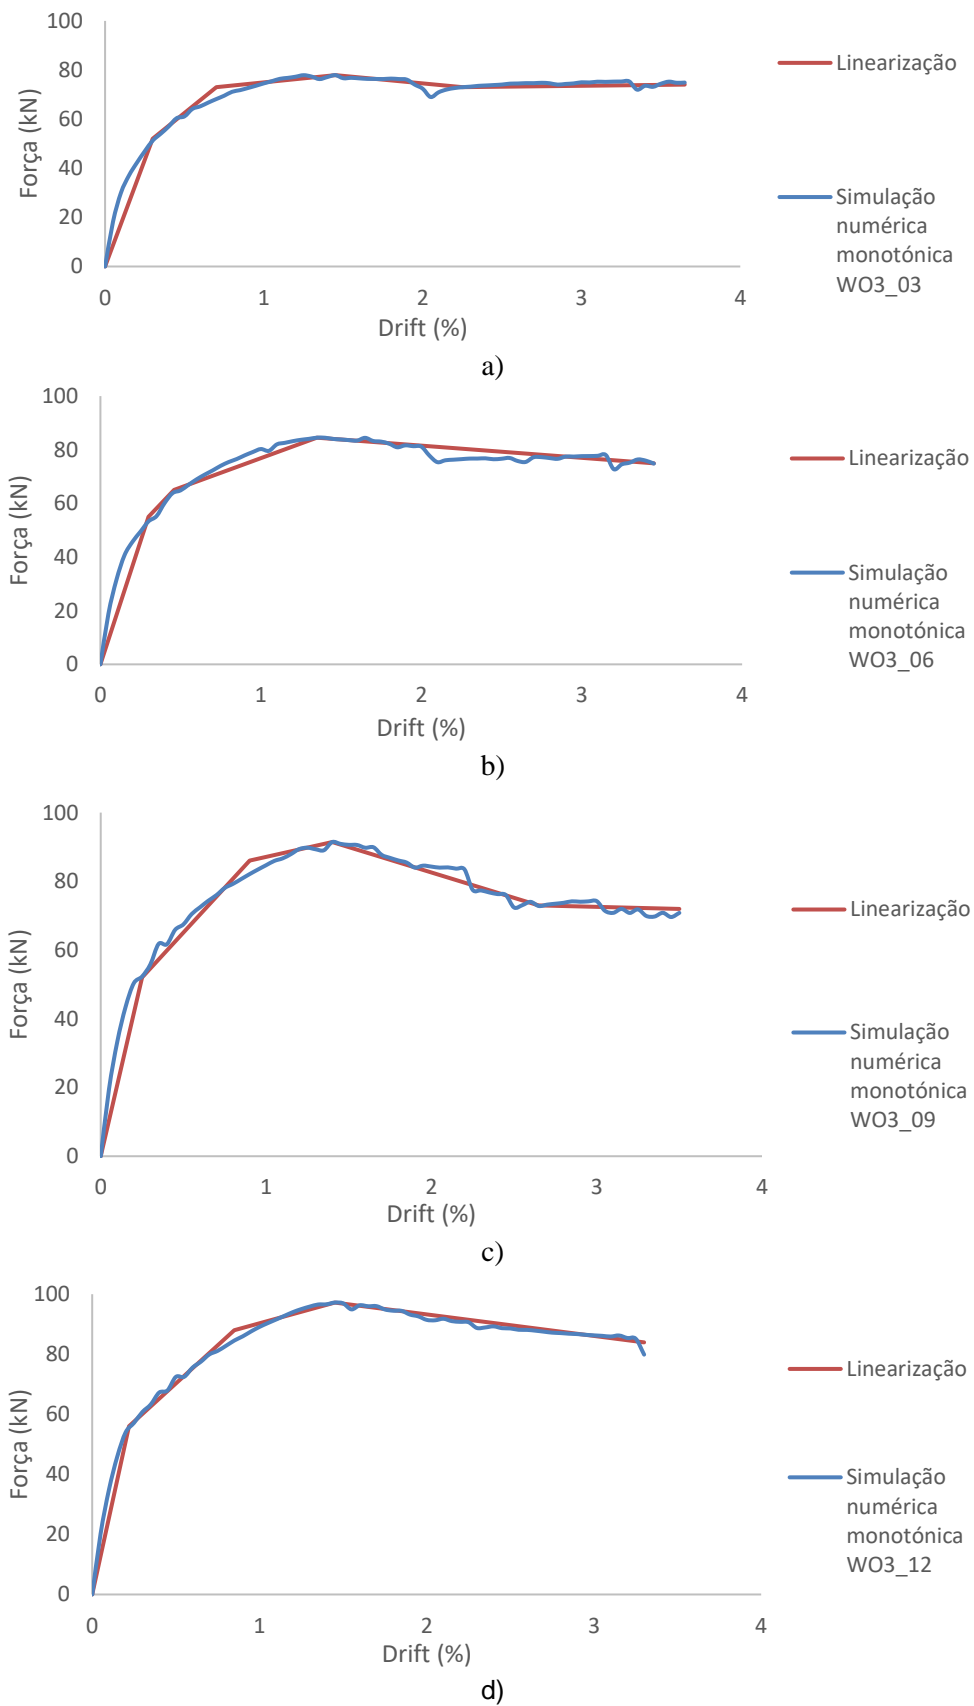 100
80
60
40
20
0
Força (kN)
0
1
2
3
4
Drift (%)
Linearização
Simulação
numérica
monotónica
WO3_03
a)
100
80
60
40
20
0
Força (kN)
0
1
2
3
4
Drift (%)
Linearização
Simulação
numérica
monotónica
WO3_06
b)
100
80
60
40
20
0
Força (kN)
0
1
2
3
4
Drift (%)
Linearização
Simulação
numérica
monotónica
WO3_09
c)
100
80
60
40
20
0
Força (kN)
0
1
2
3
4
Drift (%)
Linearização
Simulação
numérica
monotónica
WO3_12
d)